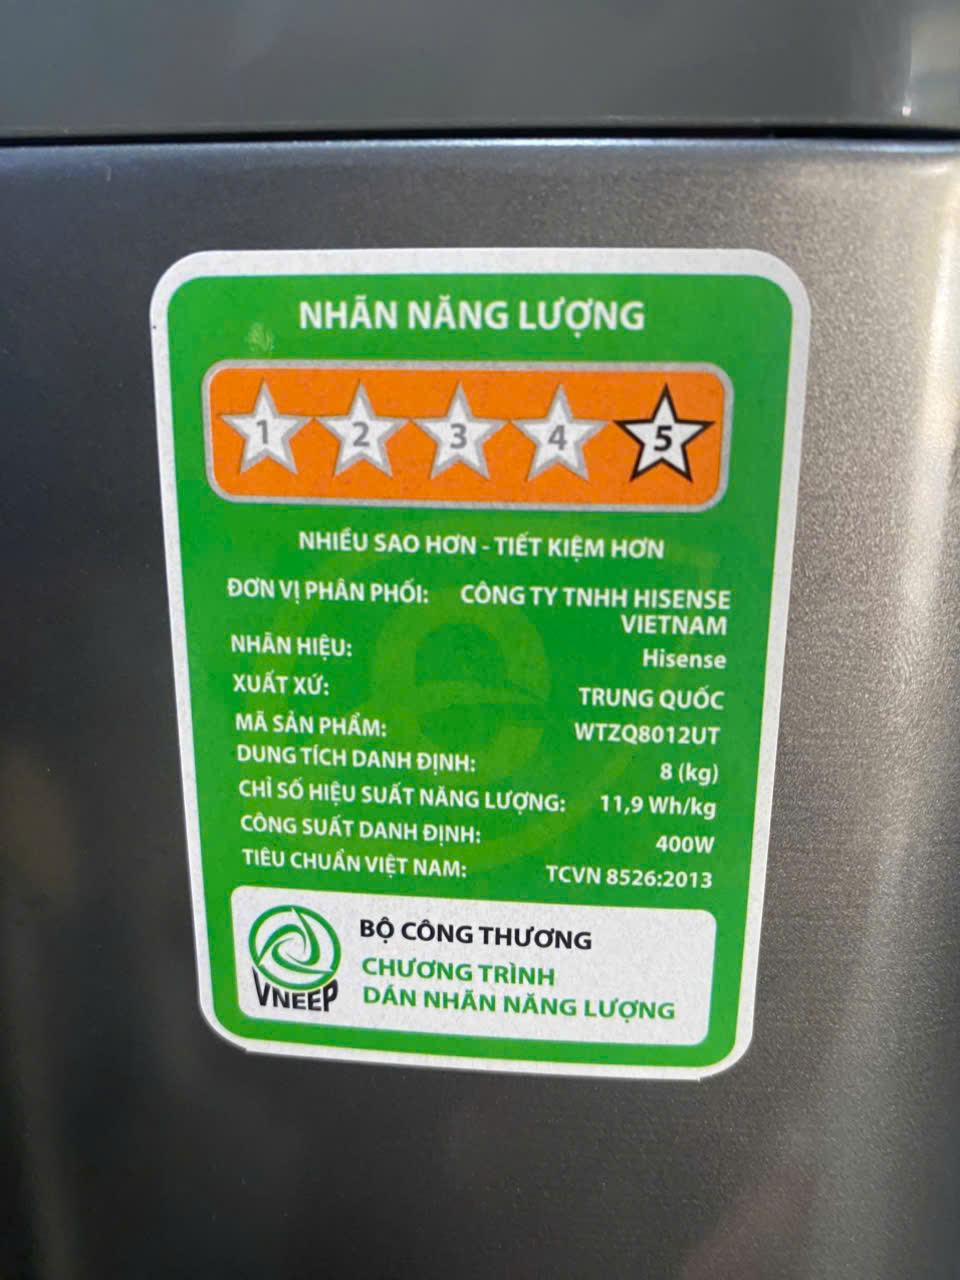 NHÃN NĂNG LƯỢNG
1 2 3 4 5
NHIỀU SAO HƠN - TIẾT KIỆM HƠN
ĐƠN VỊ PHÂN PHỐI: CÔNG TY TNHH HISENSE
VIETNAM
NHÃN HIỆU: Hisense
XUẤT XỨ: TRUNG QUỐC
MÃ SẢN PHẨM: WTZQ8012UT
DUNG TÍCH DANH ĐỊNH: 8 (kg)
CHỈ SỐ HIỆU SUẤT NĂNG LƯỢNG: 11,9 Wh/kg
CÔNG SUẤT DANH ĐỊNH: 400W
TIÊU CHUẨN VIỆT NAM: TCVN 8526:2013
BỘ CÔNG THƯƠNG
CHƯƠNG TRÌNH
DÁN NHÃN NĂNG LƯỢNG
VNEEP